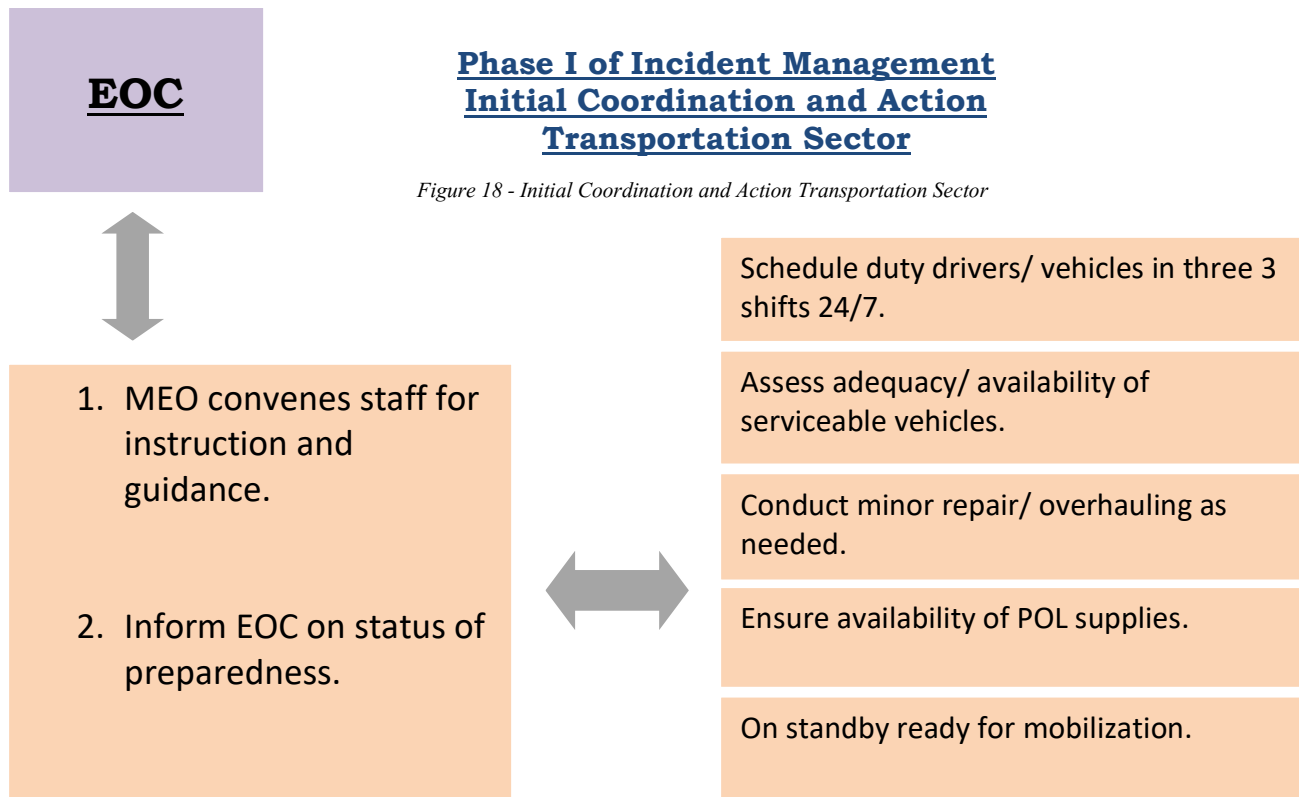 EOC
Phase I of Incident Management
Initial Coordination and Action
Transportation Sector
Figure 18 - Initial Coordination and Action Transportation Sector
1. MEO convenes staff for
instruction and
guidance.
2. Inform EOC on status of
preparedness.
Schedule duty drivers/ vehicles in three 3
shifts 24/7.
Assess adequacy/ availability of
serviceable vehicles.
Conduct minor repair/ overhauling as
needed.
Ensure availability of POL supplies.
On standby ready for mobilization.